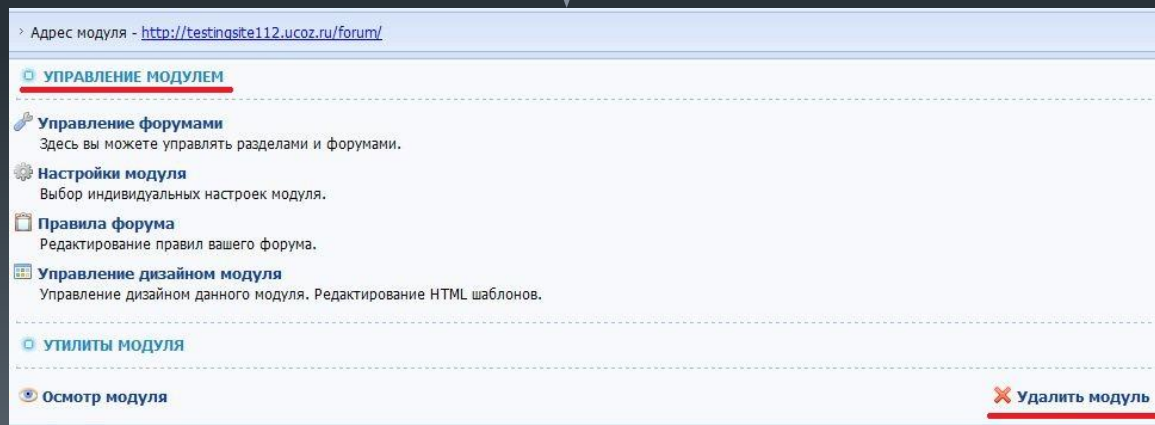 Адрес модуля - http://testingsite112.ucoz.ru/forum/
УПРАВЛЕНИЕ МОДУЛЕМ
Управление форумами
Здесь вы можете управлять разделами и форумами.
Настройки модуля
Выбор индивидуальных настроек модуля.
Правила форума
Редактирование правил вашего форума.
Управление дизайном модуля
Управление дизайном данного модуля. Редактирование HTML шаблонов.
УТИЛИТЫ МОДУЛЯ
Осмотр модуля
Удалить модуль